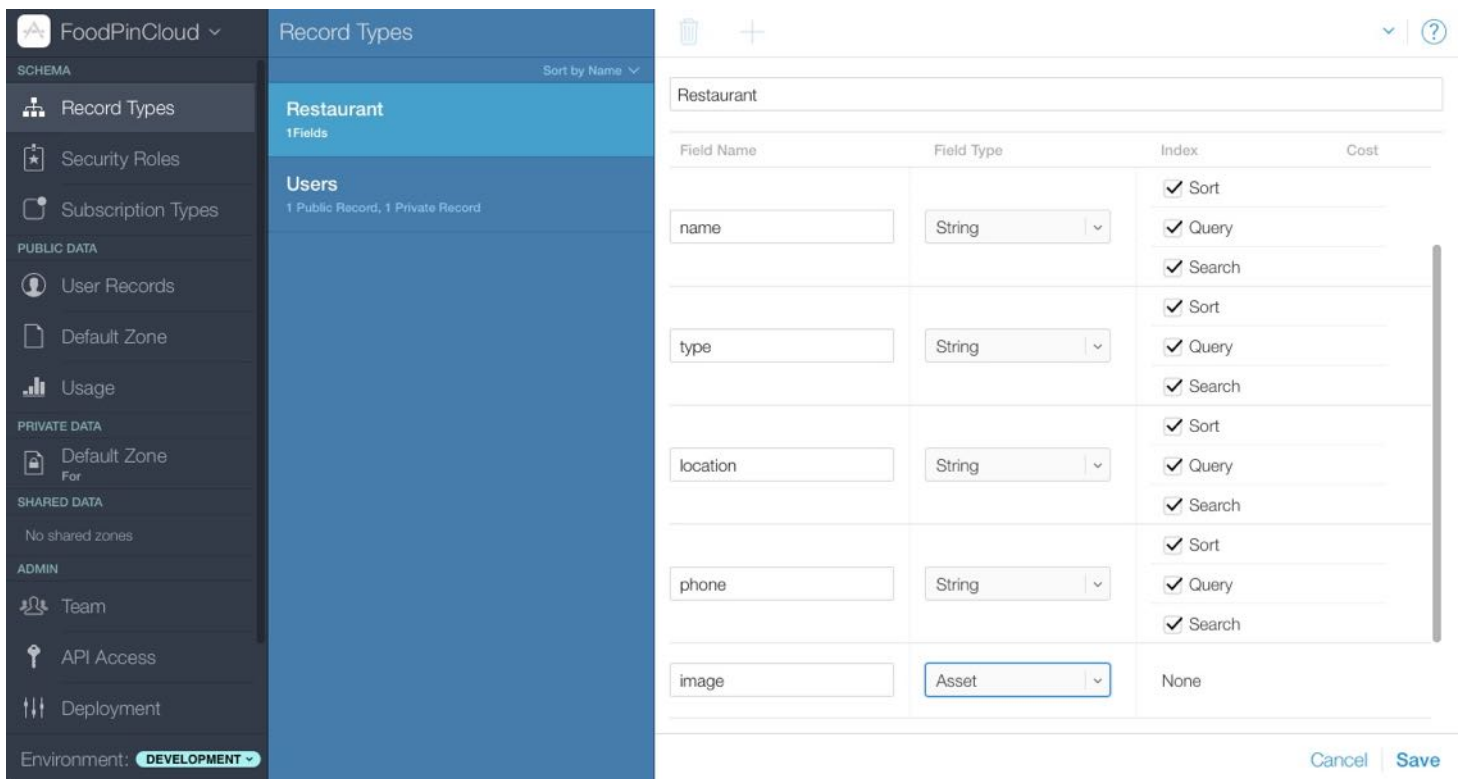 FoodPinCloud
SCHEMA
Record Types
Security Roles
Subscription Types
PUBLIC DATA
User Records
Default Zone
Usage
PRIVATE DATA
Default Zone
For
SHARED DATA
No shared zones
ADMIN
Team
API Access
Deployment
Environment: DEVELOPMENT
Record Types
Sort by Name
Restaurant
1Fields
Users
1 Public Record, 1 Private Record
?
Restaurant
Field Name Field Type Index Cost
Sort
name String Query
Search
Sort
type String Query
Search
Sort
location String Query
Search
Sort
phone String Query
Search
image Asset None
Cancel Save